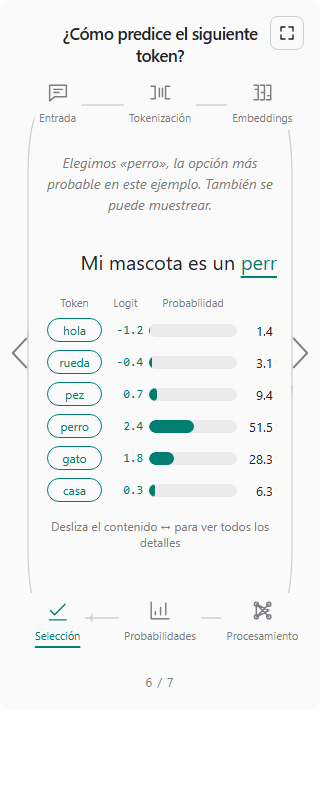 ¿Cómo predice el siguiente
token?
Entrada
Tokenización
Embeddings
Elegimos «perro», la opción más
probable en este ejemplo. También se
puede muestrear.
Mi mascota es un perr
Token Logit Probabilidad
hola -1.2 1.4
rueda -0.4 3.1
pez 0.7 9.4
perro 2.4 51.5
gato 1.8 28.3
casa 0.3 6.3
Desliza el contenido ↔ para ver todos los
detalles
Selección
Probabilidades
Procesamiento
6 / 7